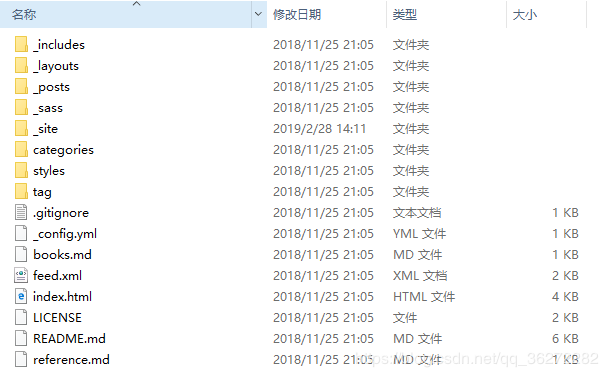 名称 修改日期 类型 大小
_includes 2018/11/25 21:05 文件夹
_layouts 2018/11/25 21:05 文件夹
_posts 2018/11/25 21:05 文件夹
_sass 2018/11/25 21:05 文件夹
_site 2019/2/28 14:11 文件夹
categories 2018/11/25 21:05 文件夹
styles 2018/11/25 21:05 文件夹
tag 2018/11/25 21:05 文件夹
.gitignore 2018/11/25 21:05 文本文档 1 KB
_config.yml 2018/11/25 21:05 YML 文件 1 KB
books.md 2018/11/25 21:05 MD 文件 1 KB
feed.xml 2018/11/25 21:05 XML 文档 2 KB
index.html 2018/11/25 21:05 HTML 文件 4 KB
LICENSE 2018/11/25 21:05 文件 2 KB
README.md 2018/11/25 21:05 MD 文件 6 KB
reference.md 2018/11/25 21:05 MD 文件 1 KB